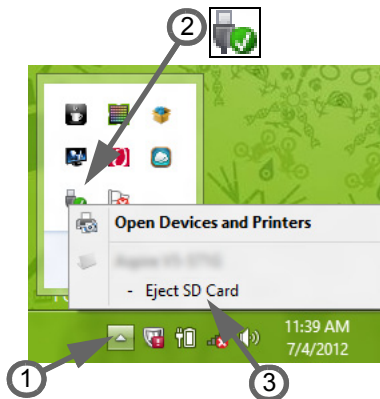 2
Open Devices and Printers
- Eject SD Card
11:39 AM
7/4/2012
1
3